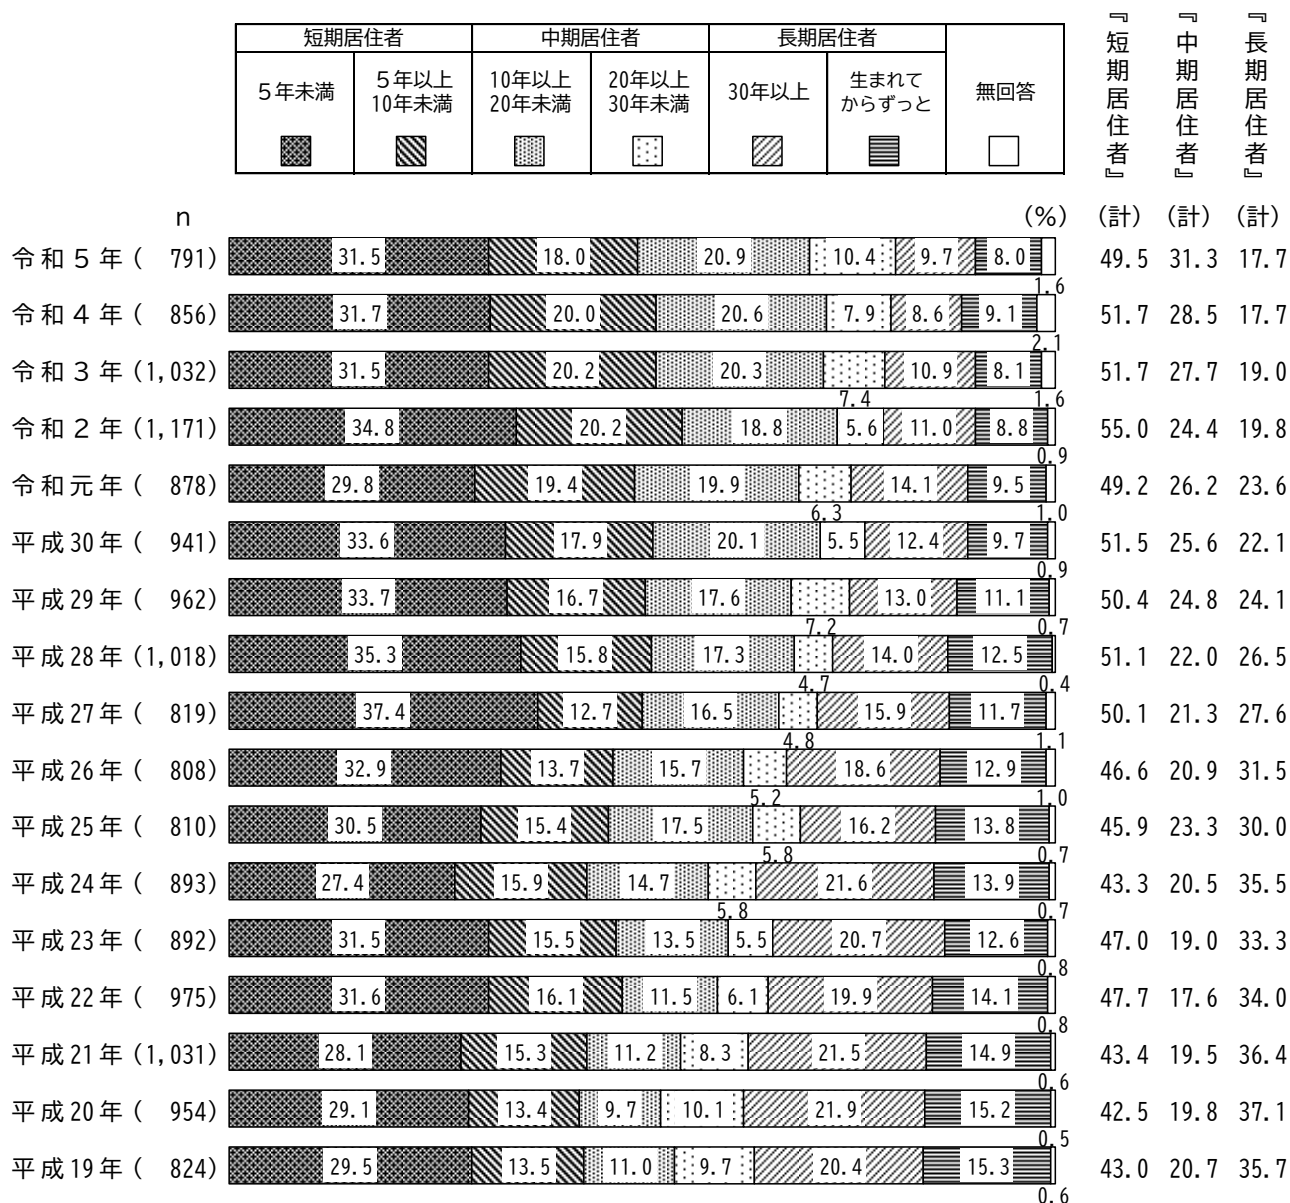 短期居住者 中期居住者 長期居住者
5年未満 5年以上10年未満 10年以上20年未満 20年以上30年未満 30年以上 生まれてからずっと 無回答
『短期居住者』 『中期居住者』 『長期居住者』
n (%) (計) (計) (計)
令和5年( 791) 31.5 18.0 20.9 10.4 9.7 8.0 1.6 49.5 31.3 17.7
令和4年( 856) 31.7 20.0 20.6 7.9 8.6 9.1 2.1 51.7 28.5 17.7
令和3年(1,032) 31.5 20.2 20.3 7.4 10.9 8.1 1.6 51.7 27.7 19.0
令和2年(1,171) 34.8 20.2 18.8 5.6 11.0 8.8 0.9 55.0 24.4 19.8
令和元年( 878) 29.8 19.4 19.9 6.3 14.1 9.5 1.0 49.2 26.2 23.6
平成30年( 941) 33.6 17.9 20.1 5.5 12.4 9.7 0.9 51.5 25.6 22.1
平成29年( 962) 33.7 16.7 17.6 7.2 13.0 11.1 0.7 50.4 24.8 24.1
平成28年(1,018) 35.3 15.8 17.3 4.7 14.0 12.5 0.4 51.1 22.0 26.5
平成27年( 819) 37.4 12.7 16.5 4.8 15.9 11.7 1.1 50.1 21.3 27.6
平成26年( 808) 32.9 13.7 15.7 5.2 18.6 12.9 1.0 46.6 20.9 31.5
平成25年( 810) 30.5 15.4 17.5 5.8 16.2 13.8 0.7 45.9 23.3 30.0
平成24年( 893) 27.4 15.9 14.7 5.8 21.6 13.9 0.7 43.3 20.5 35.5
平成23年( 892) 31.5 15.5 13.5 5.5 20.7 12.6 0.8 47.0 19.0 33.3
平成22年( 975) 31.6 16.1 11.5 6.1 19.9 14.1 0.8 47.7 17.6 34.0
平成21年(1,031) 28.1 15.3 11.2 8.3 21.5 14.9 0.6 43.4 19.5 36.4
平成20年( 954) 29.1 13.4 9.7 10.1 21.9 15.2 0.5 42.5 19.8 37.1
平成19年( 824) 29.5 13.5 11.0 9.7 20.4 15.3 0.6 43.0 20.7 35.7